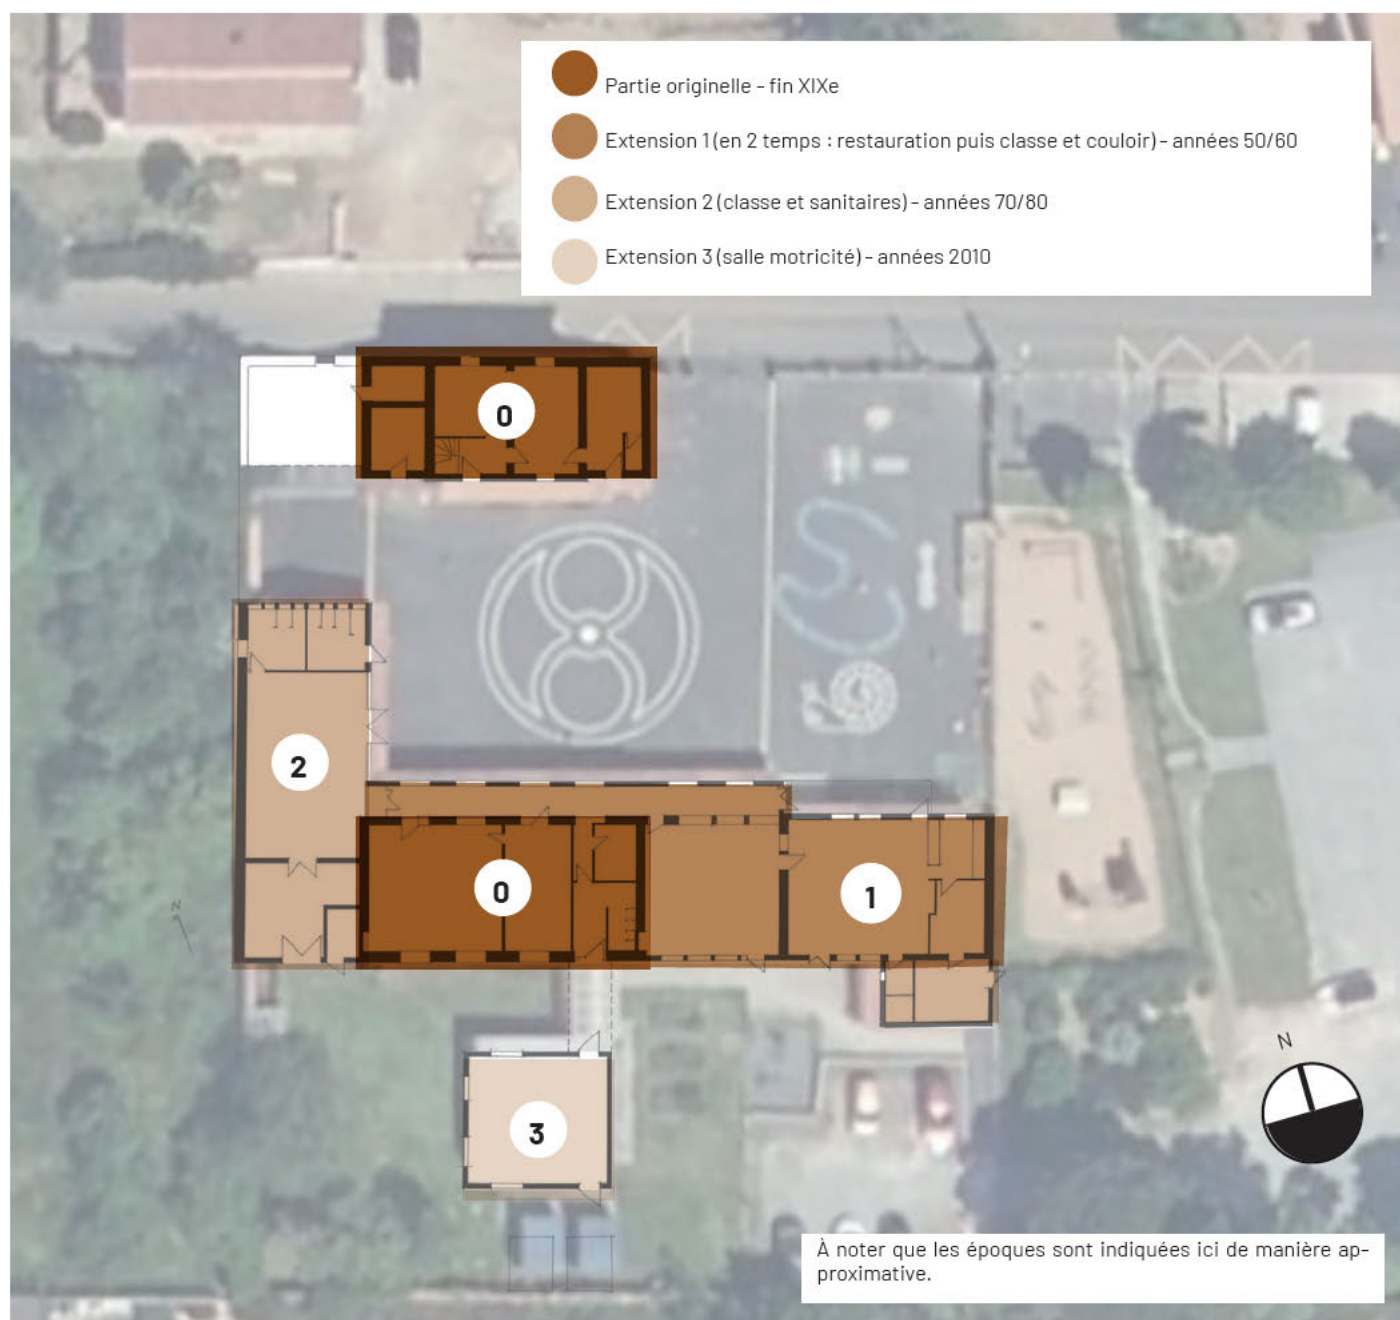 Partie originelle - fin XIXe
Extension 1 (en 2 temps : restauration puis classe et couloir) - années 50/60
Extension 2 (classe et sanitaires) - années 70/80
Extension 3 (salle motricité) - années 2010
0
2
0
1
N
3
N
À noter que les époques sont indiquées ici de manière ap-
proximative.